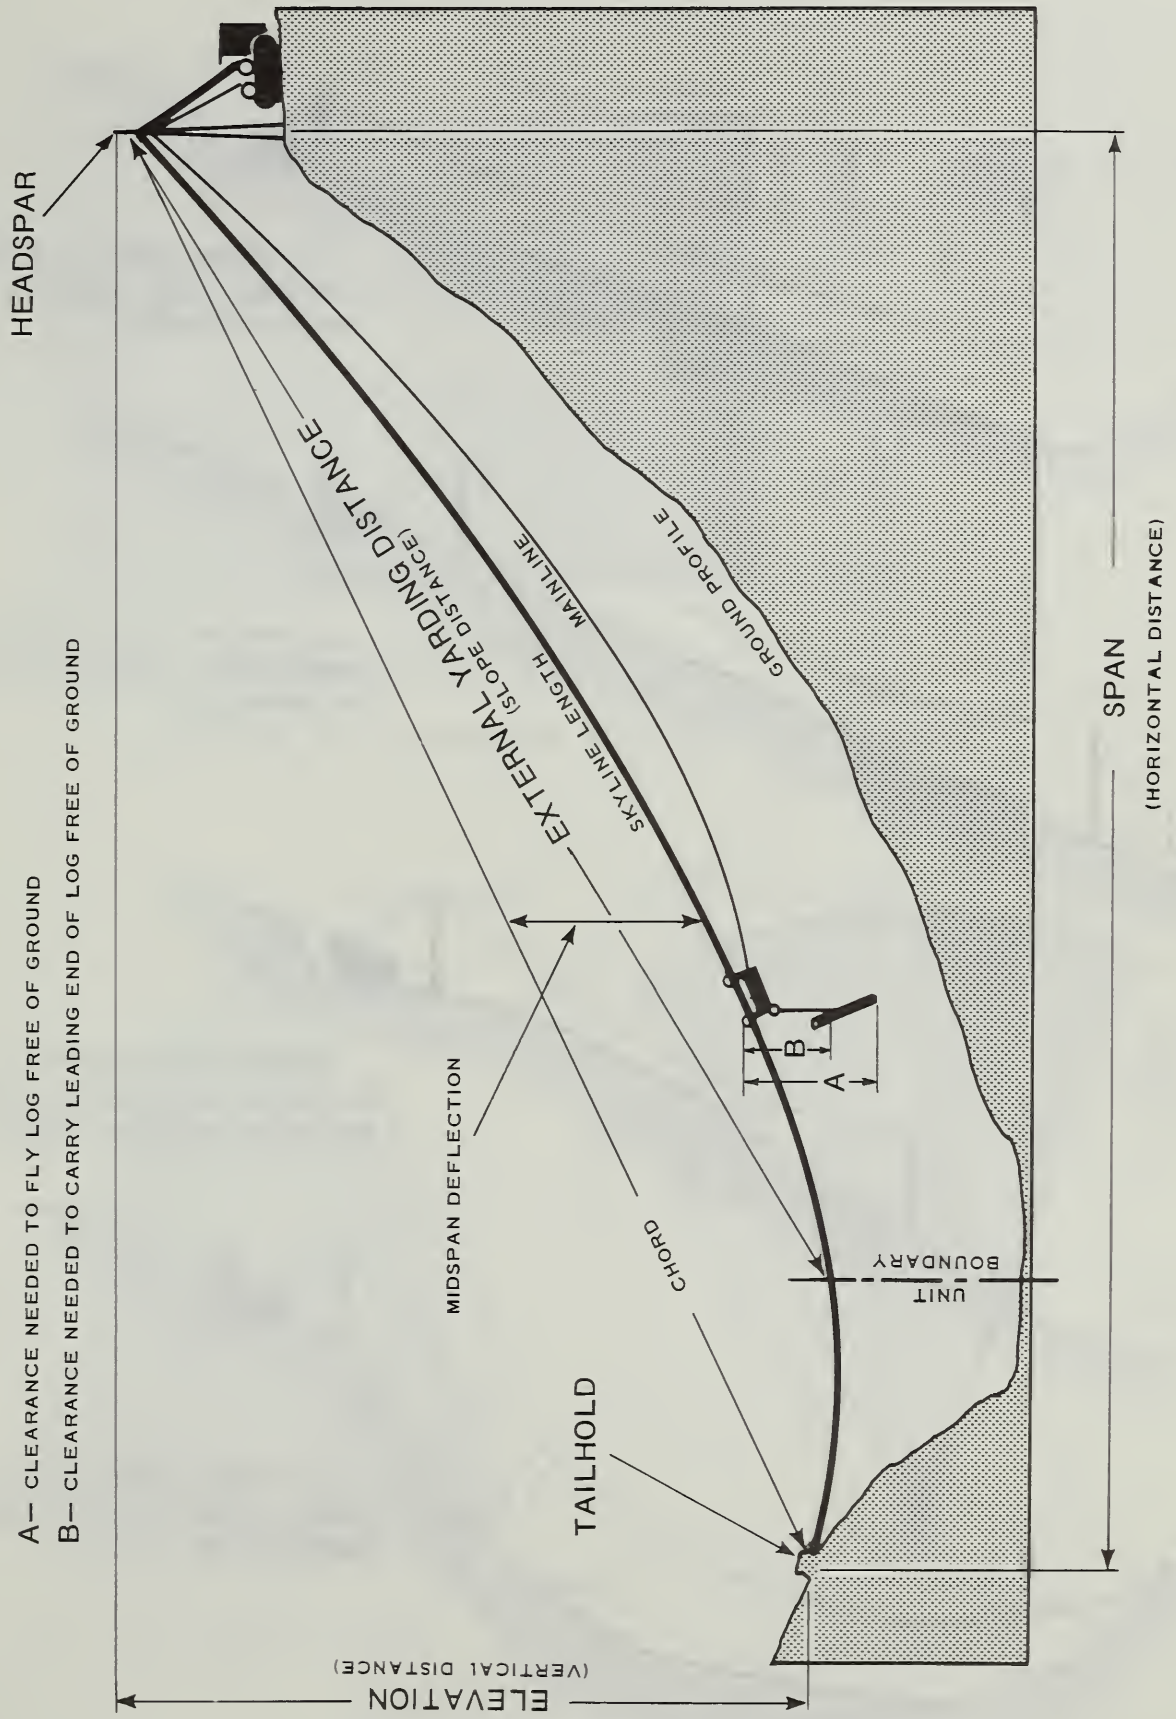 A— CLEARANCE NEEDED TO FLY LOG FREE OF GROUND
B— CLEARANCE NEEDED TO CARRY LEADING END OF LOG FREE OF GROUND
HEADSPAR
ELEVATION
(VERTICAL DISTANCE)
EXTERNAL YARDING DISTANCE
(SLOPE DISTANCE)
MIDSPAN DEFLECTION
CHORD
SKYLINE LENGTH
MAINLINE
GROUND PROFILE
TAILHOLD
A
B
UNIT
BOUNDARY
SPAN
(HORIZONTAL DISTANCE)